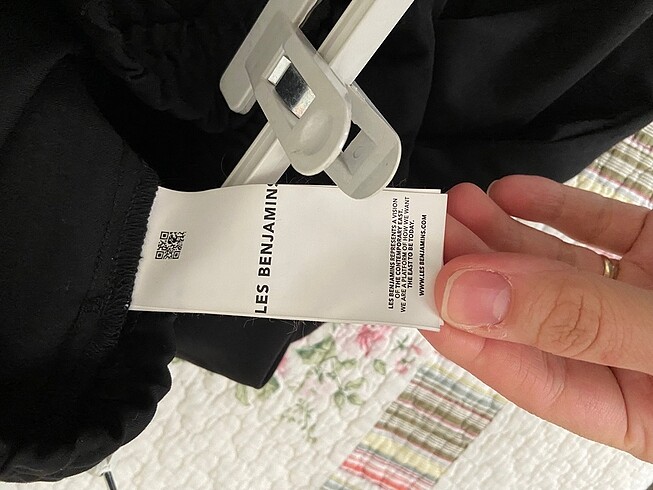 LES BENJAMINS
LES BENJAMINS REPRESENTS A VISION
OF THE CONTEMPORARY EAST.
WE ARE A PLATFORM OF HOW WE WANT
THE EAST TO BE TODAY.
WWW.LESBENJAMINS.COM